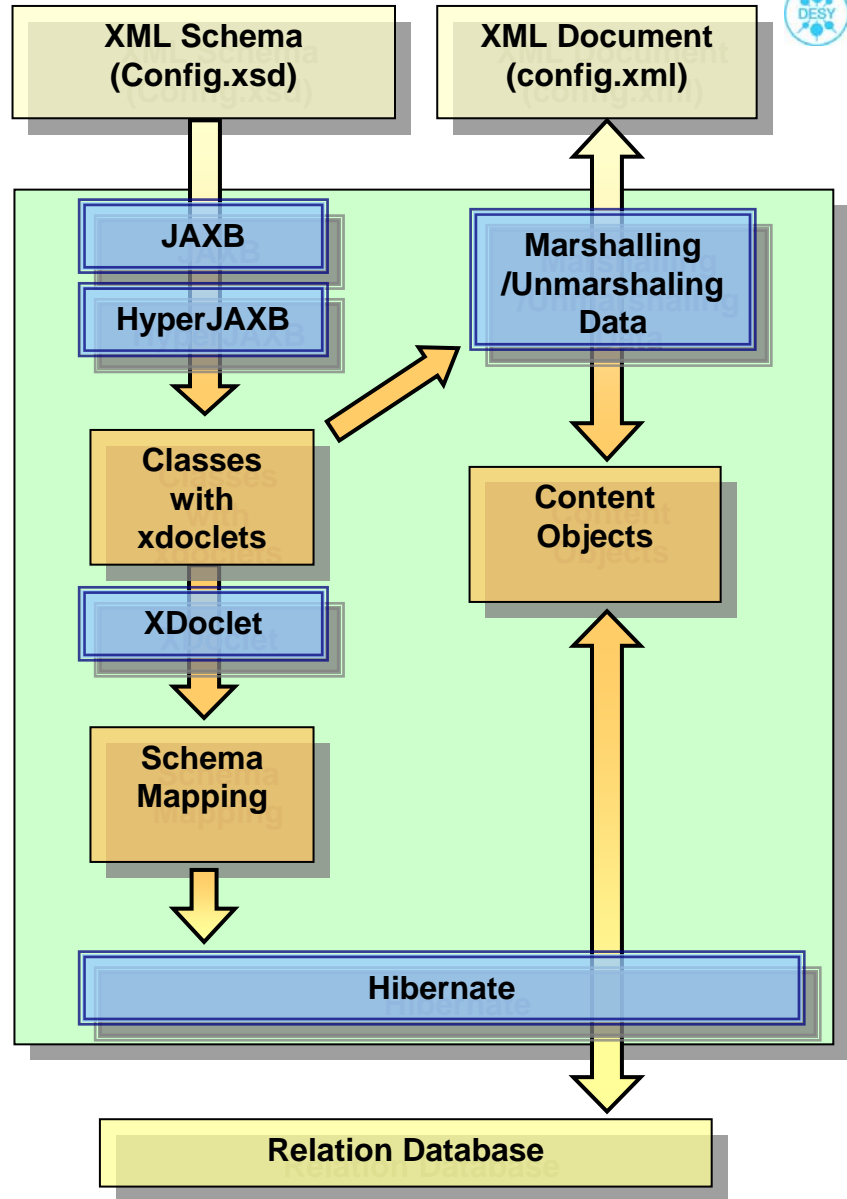 XML Schema
(Config.xsd)
XML Document
(config.xml)
DESY
JAXB
HyperJAXB
Marshalling
/Unmarshaling
Data
Classes
with
xdoclets
Content
Objects
XDoclet
Schema
Mapping
Hibernate
Relation Database